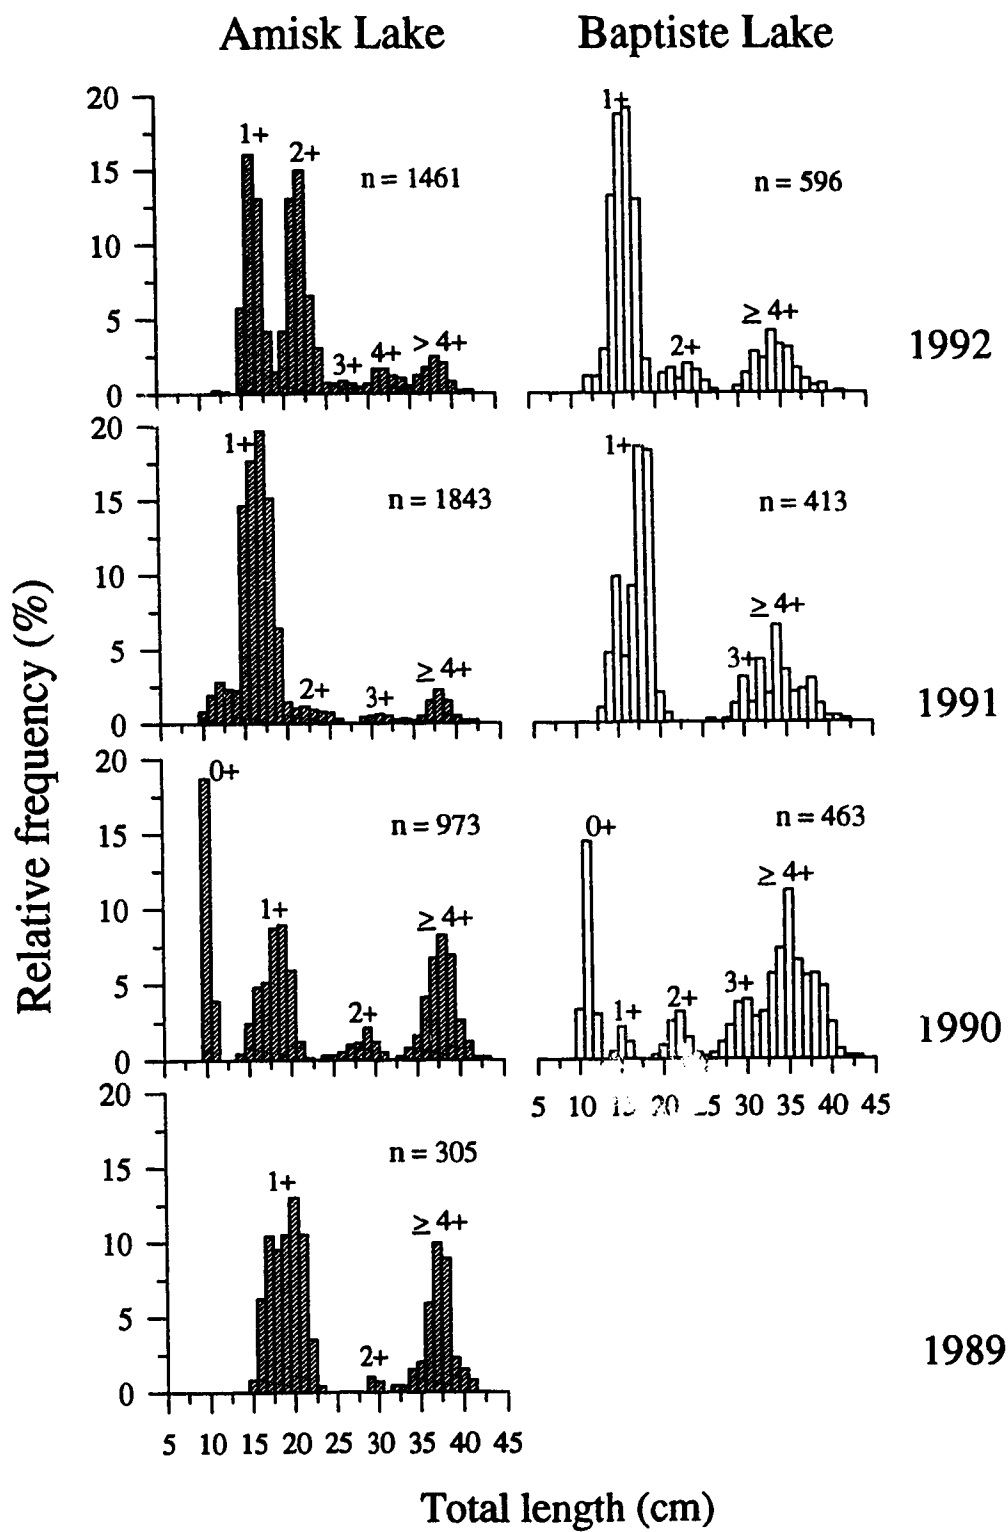 Amisk Lake Baptiste Lake
20 1+ 2+ n = 1461 1+ n = 596
15
10
5 3+ 4+ > 4+ 2+ ≥ 4+ 1992
0
20 1+ n = 1843 1+ n = 413
15
10
5 2+ 3+ ≥ 4+ 3+ ≥ 4+ 1991
0
20 0+ n = 973 0+ n = 463
15
10 1+ ≥ 4+ ≥ 4+
5 2+ 1+ 2+ 3+ 1990
0
5 10 15 20 30 35 40 45
20 n = 305
15 1+
10 ≥ 4+
5 2+ 1989
0
5 10 15 20 25 30 35 40 45
Relative frequency (%)
Total length (cm)